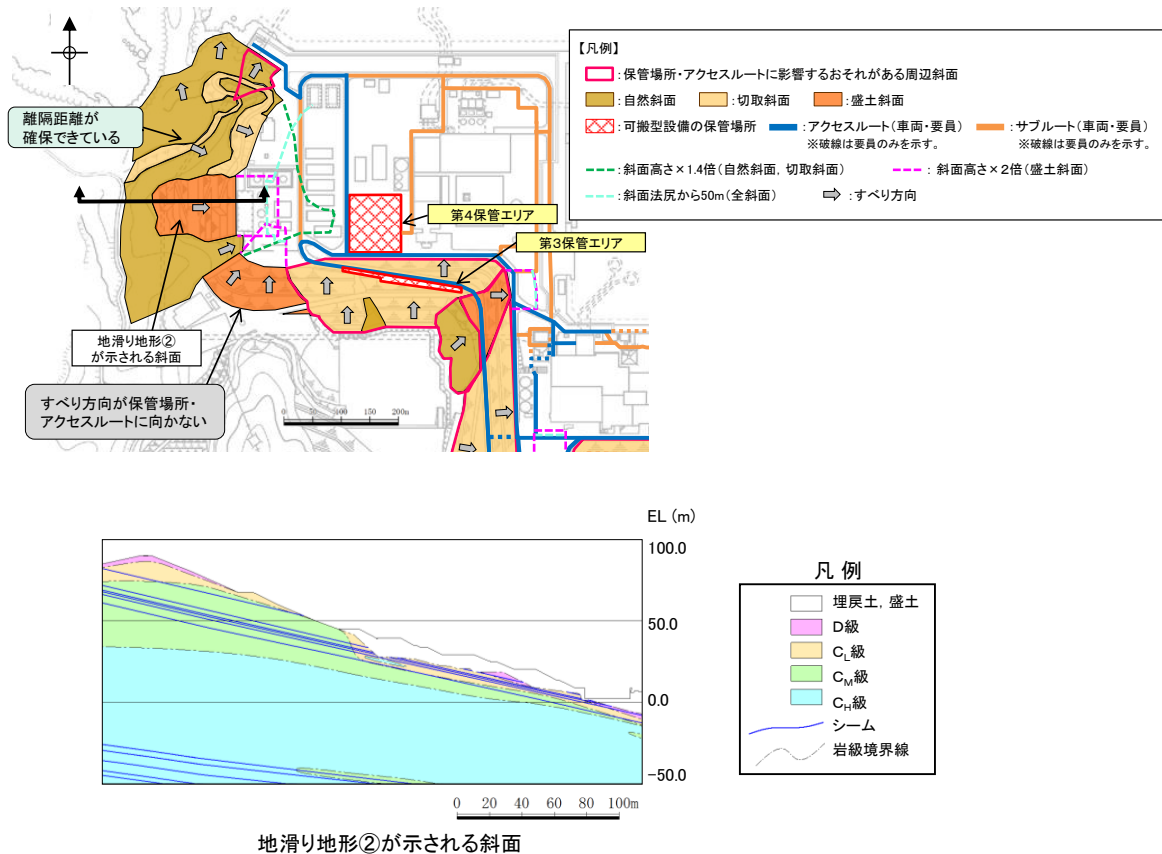 【凡例】
:保管場所・アクセスルートに影響するおそれがある周辺斜面
:自然斜面
:切取斜面
:盛土斜面
:可搬型設備の保管場所
:アクセスルート(車両・要員)
※破線は要員のみを示す。
:サブルート(車両・要員)
※破線は要員のみを示す。
:斜面高さ×1.4倍(自然斜面, 切取斜面)
:斜面高さ×2倍(盛土斜面)
:斜面法尻から50m(全斜面)
:すべり方向
離隔距離が
確保できている
第4保管エリア
第3保管エリア
地滑り地形②
が示される斜面
すべり方向が保管場所・
アクセスルートに向かない
0 50 100 150 200m
EL (m)
100.0
50.0
0.0
-50.0
0 20 40 60 80 100m
地滑り地形②が示される斜面
凡 例
埋戻土, 盛土
D級
CL級
CM級
CH級
シーム
岩級境界線